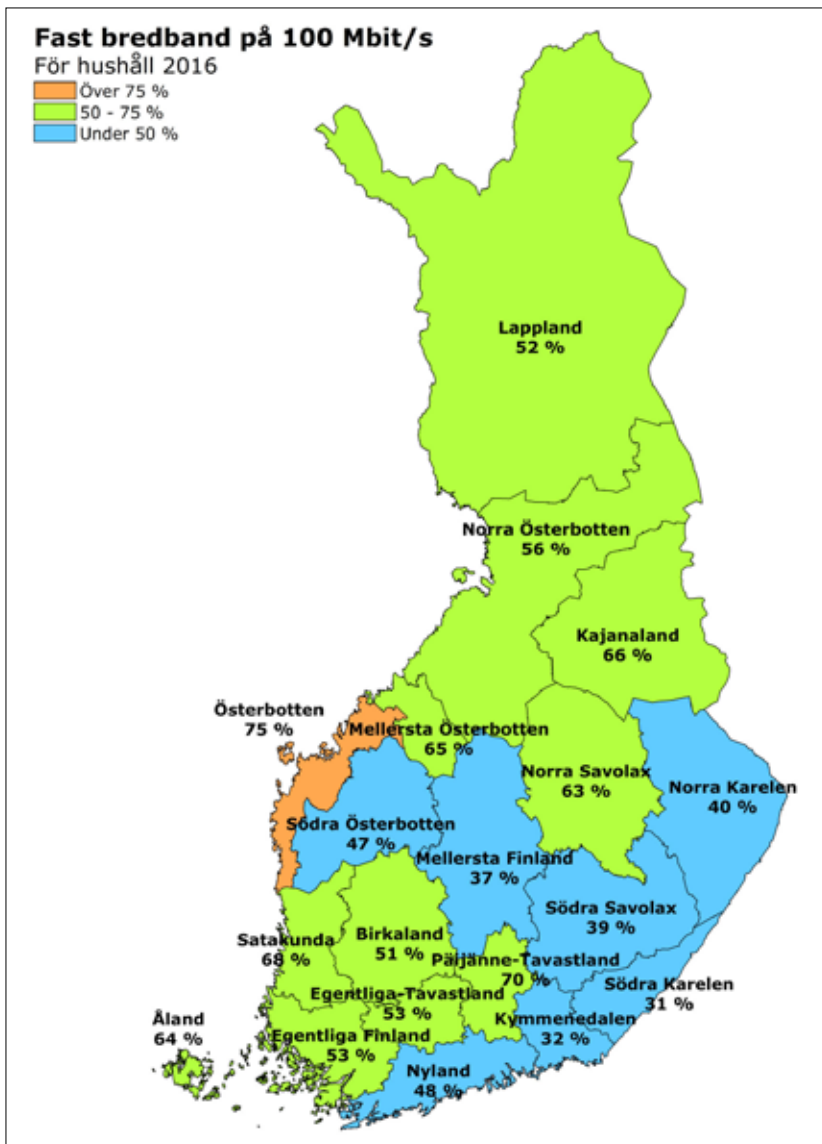 Fast bredband på 100 Mbit/s
För hushåll 2016
Över 75 %
50 - 75 %
Under 50 %
Lappland
52 %
Norra Österbotten
56 %
Kajanaland
66 %
Österbotten
75 %
Mellersta Österbotten
65 %
Norra Savolax
63 %
Norra Karelen
40 %
Södra Österbotten
47 %
Mellersta Finland
37 %
Södra Savolax
39 %
Birkaland
51 %
Satakunda
68 %
Päijänne-Tavastland
70 %
Södra Karelen
31 %
Egentliga-Tavastland
53 %
Kymmenedalen
32 %
Åland
64 %
Egentliga Finland
53 %
Nyland
48 %